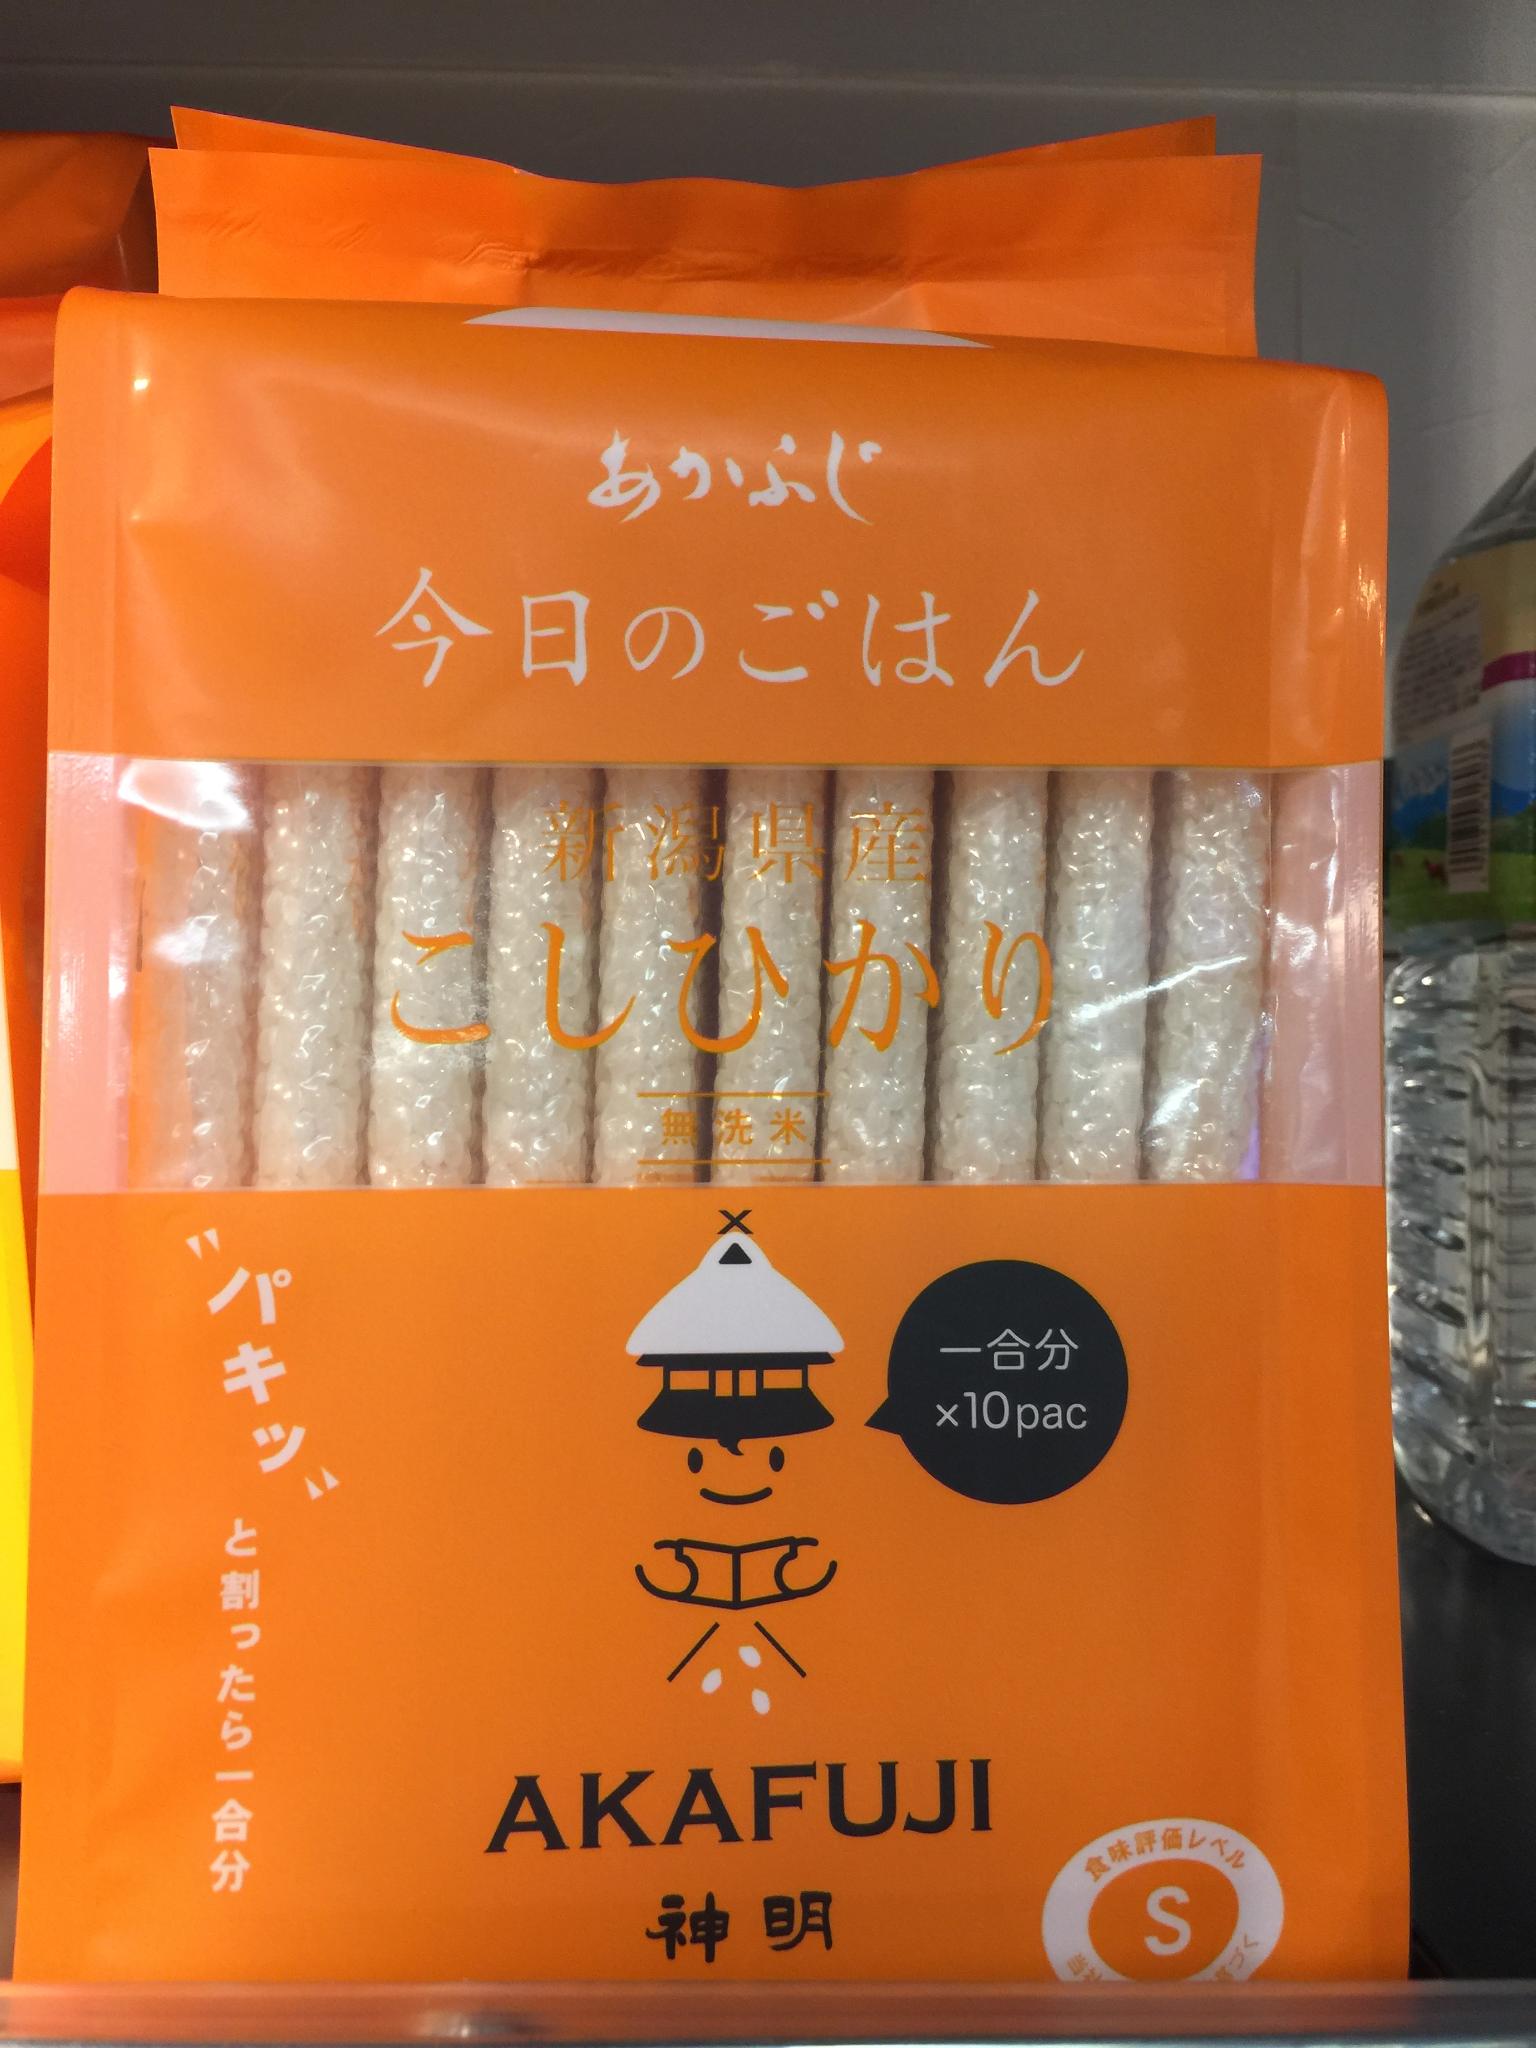 あかふじ
今日のごはん
新潟県産
こしひかり
無洗米
"パキッ"
と割ったら一合分
一合分
×10pac
AKAFUJI
神明
食味評価レベル
S